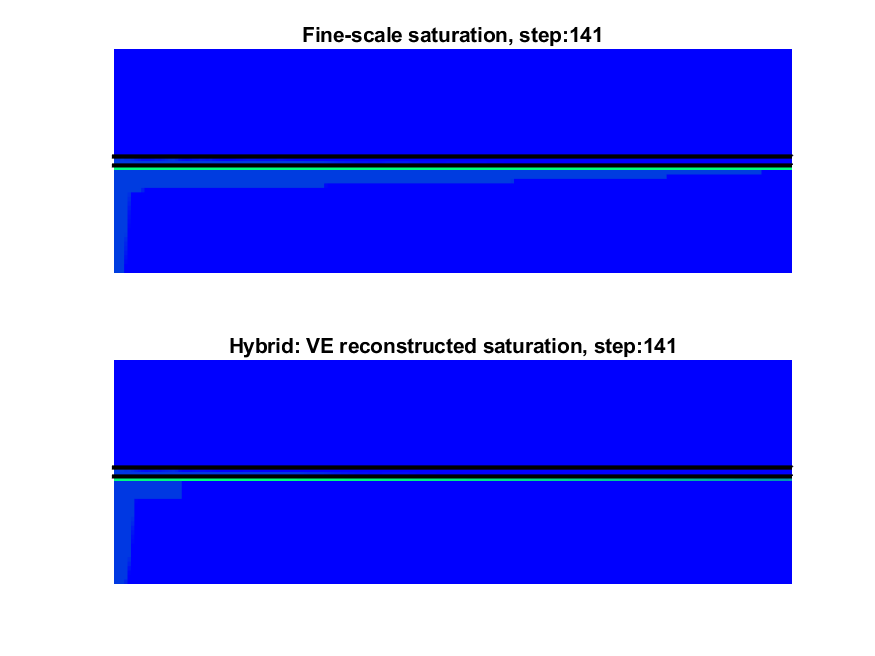 Fine-scale saturation, step:141
Hybrid: VE reconstructed saturation, step:141